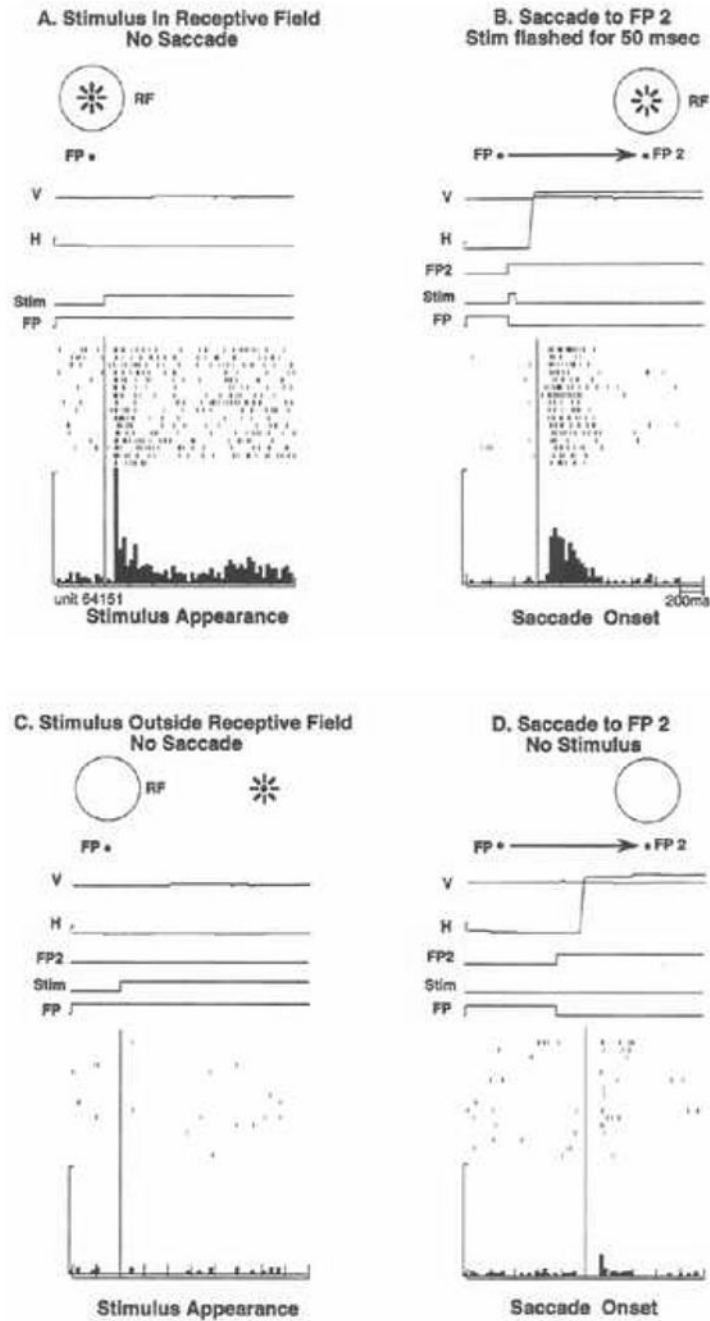 A. Stimulus In Receptive Field
No Saccade
RF
FP
V
H
Stim
FP
unit 64151
Stimulus Appearance
B. Saccade to FP 2
Stim flashed for 50 msec
RF
FP
FP 2
V
H
FP2
Stim
FP
200ms
Saccade Onset
C. Stimulus Outside Receptive Field
No Saccade
RF
FP
V
H
FP2
Stim
FP
Stimulus Appearance
D. Saccade to FP 2
No Stimulus
FP
FP 2
V
H
FP2
Stim
FP
Saccade Onset